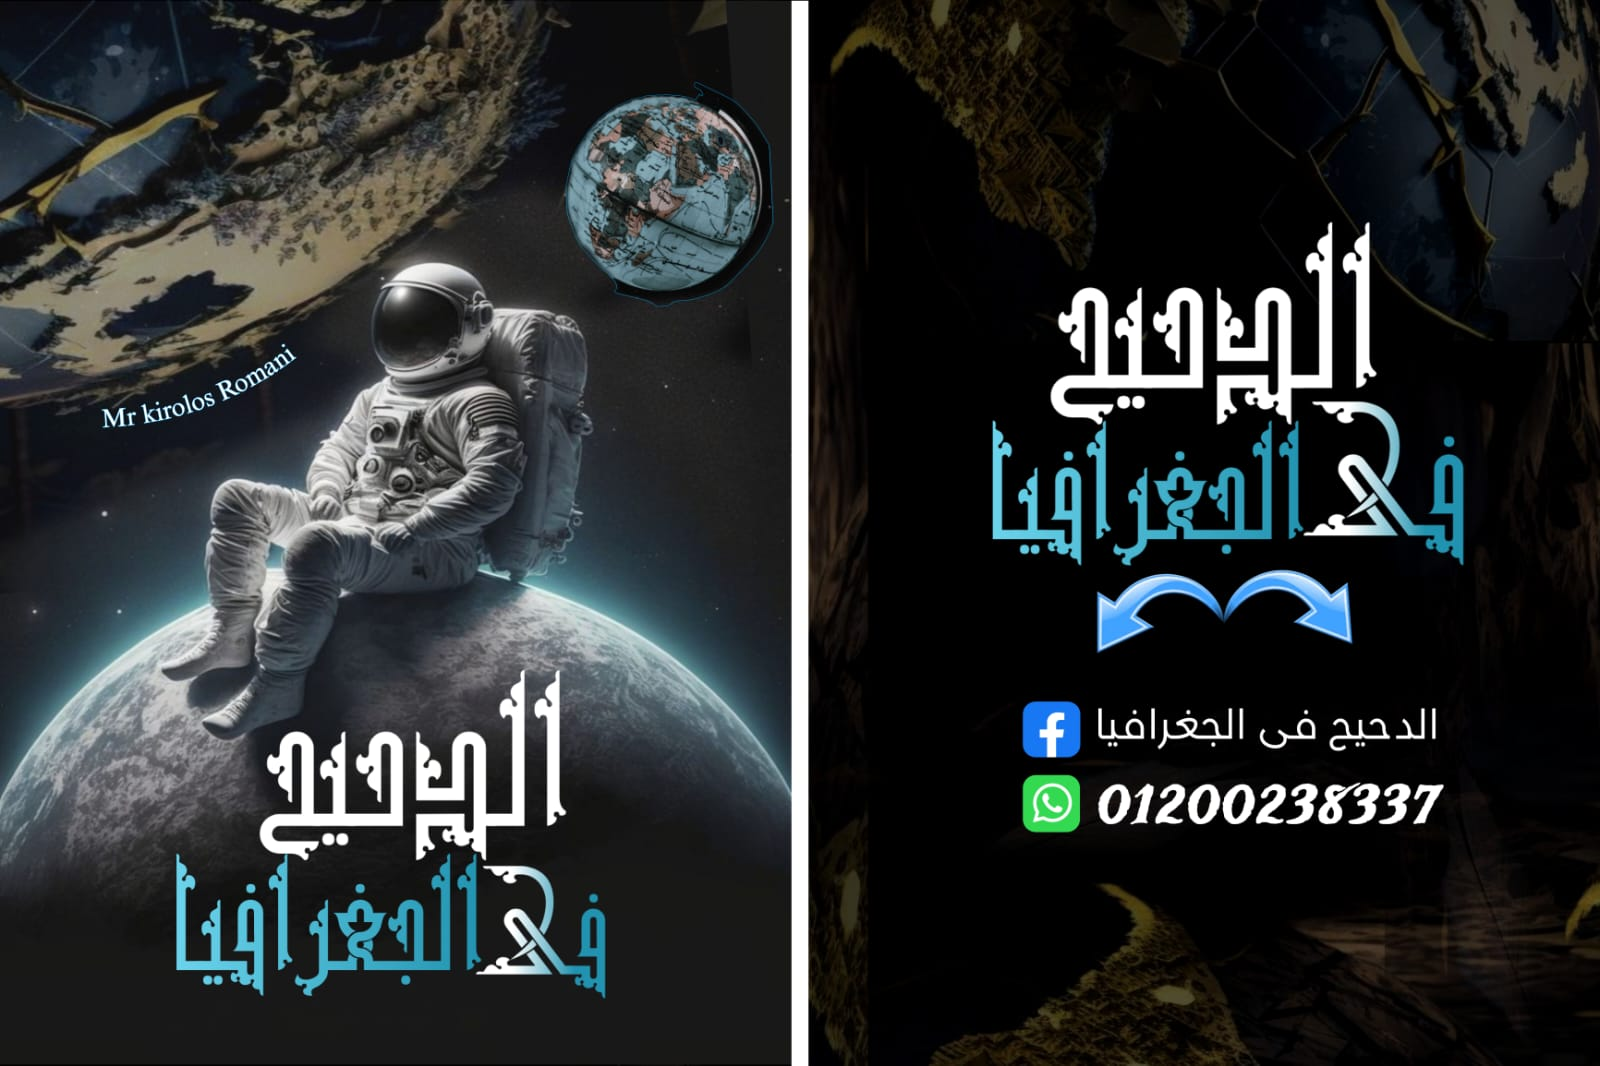 Mr kirolos Romani
الدحيح
فى الجغرافيا
الدحيح
فى الجغرافيا
الدحيح فى الجغرافيا
01200238337